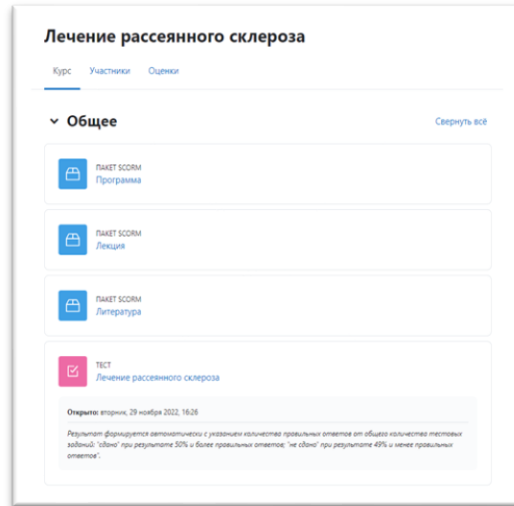 Лечение рассеянного склероза
Курс Участники Оценки
Общее Свернуть всё
ПАКЕТ SCORM
Программа
ПАКЕТ SCORM
Лекция
ПАКЕТ SCORM
Литература
ТЕСТ
Лечение рассеянного склероза
Открыто: вторник, 29 ноября 2022, 16:26
Результат формируется автоматически с указанием количества правильных ответов от общего количества тестовых
заданий: "сдано" при результате 50% и более правильных ответов; "не сдано" при результате 49% и менее правильных
ответов".